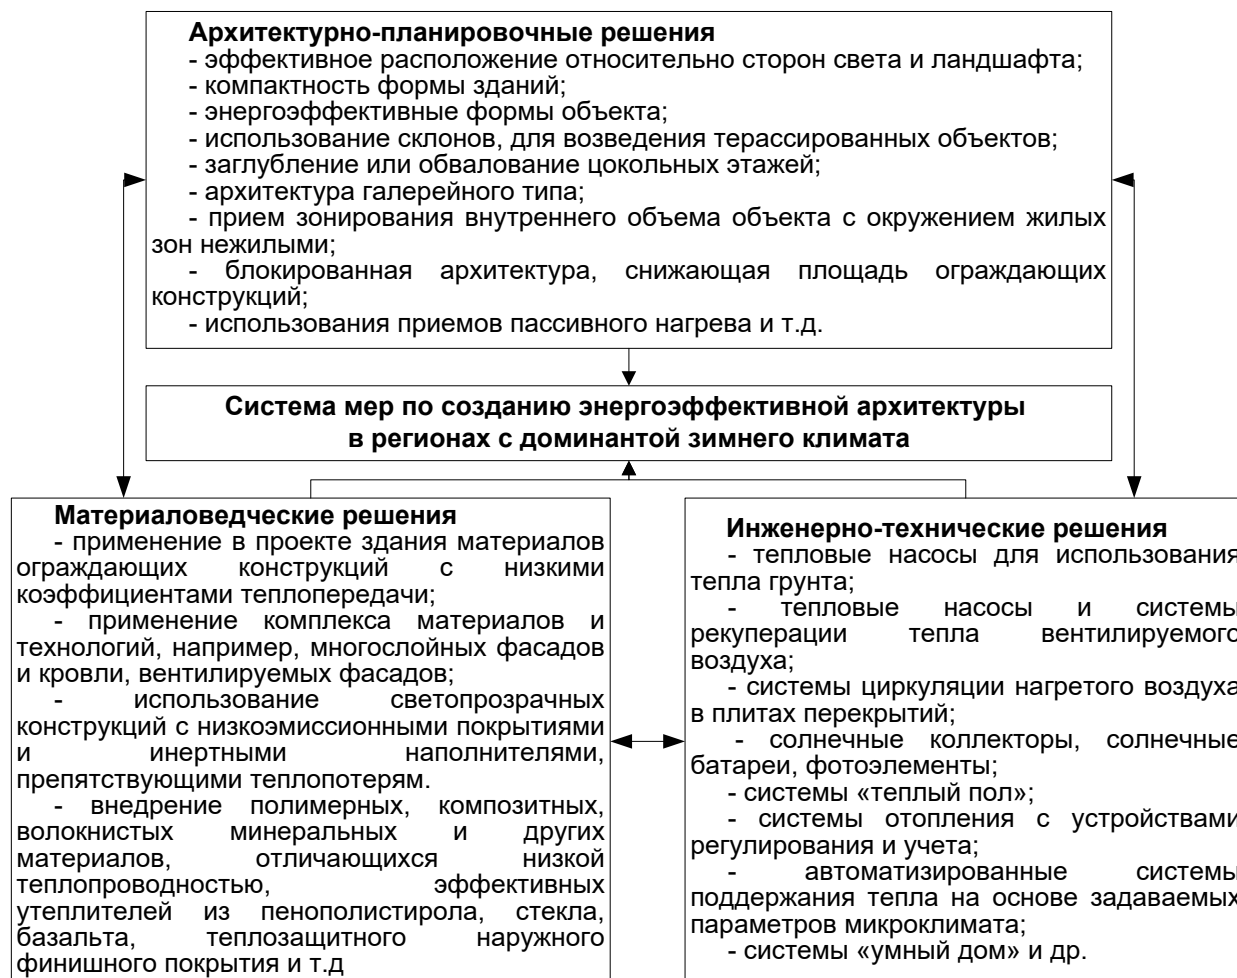 Архитектурно-планировочные решения
- эффективное расположение относительно сторон света и ландшафта;
- компактность формы зданий;
- энергоэффективные формы объекта;
- использование склонов, для возведения терассированных объектов;
- заглубление или обвалование цокольных этажей;
- архитектура галерейного типа;
- прием зонирования внутреннего объема объекта с окружением жилых
зон нежилыми;
- блокированная архитектура, снижающая площадь ограждающих
конструкций;
- использования приемов пассивного нагрева и т.д.
Система мер по созданию энергоэффективной архитектуры
в регионах с доминантой зимнего климата
Материаловедческие решения
- применение в проекте здания материалов
ограждающих конструкций с низкими
коэффициентами теплопередачи;
- применение комплекса материалов и
технологий, например, многослойных фасадов
и кровли, вентилируемых фасадов;
- использование светопрозрачных
конструкций с низкоэмиссионными покрытиями
и инертными наполнителями,
препятствующими теплопотерям.
- внедрение полимерных, композитных,
волокнистых минеральных и других
материалов, отличающихся низкой
теплопроводностью, эффективных
утеплителей из пенополистирола, стекла,
базальта, теплозащитного наружного
финишного покрытия и т.д
Инженерно-технические решения
- тепловые насосы для использования
тепла грунта;
- тепловые насосы и системы
рекуперации тепла вентилируемого
воздуха;
- системы циркуляции нагретого воздуха
в плитах перекрытий;
- солнечные коллекторы, солнечные
батареи, фотоэлементы;
- системы «теплый пол»;
- системы отопления с устройствами
регулирования и учета;
- автоматизированные системы
поддержания тепла на основе задаваемых
параметров микроклимата;
- системы «умный дом» и др.